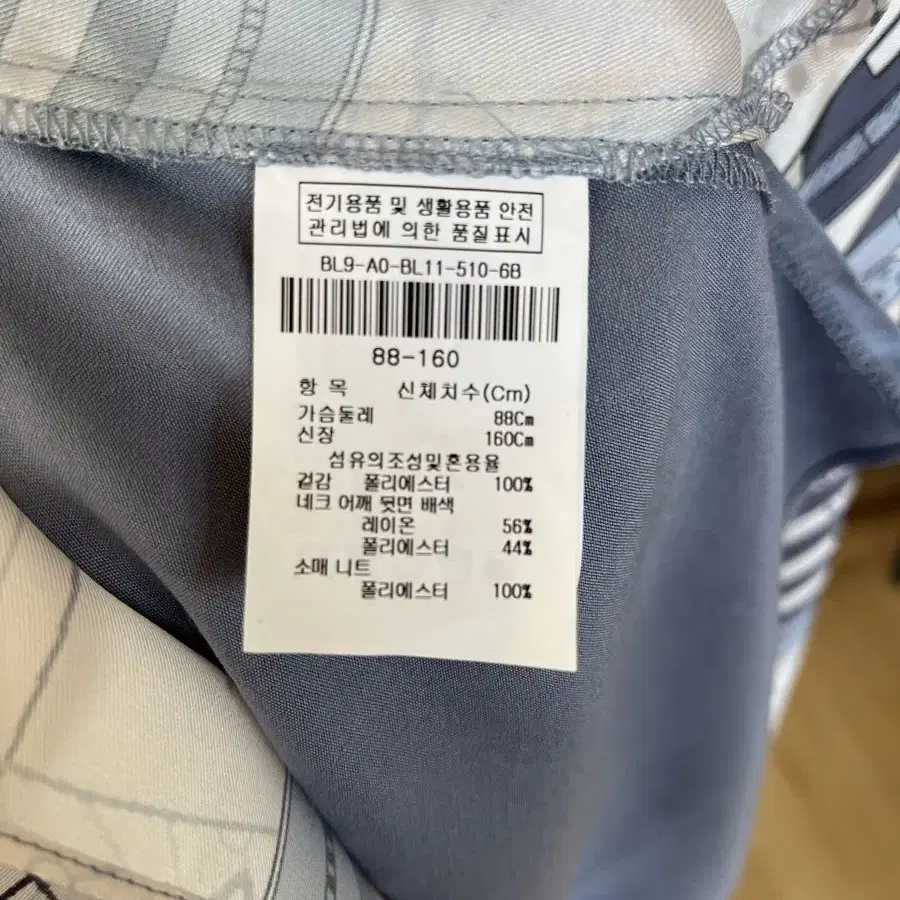 전기용품 및 생활용품 안전
관리법에 의한 품질표시
BL9-A0-BL11-510-6B
88-160
항 목 신체치수(Cm)
가슴둘레 88Cm
신장 160Cm
섬유의조성및혼용율
겉감 폴리에스터 100%
네크 어깨 뒷면 배색
레이온 56%
폴리에스터 44%
소매 니트
폴리에스터 100%